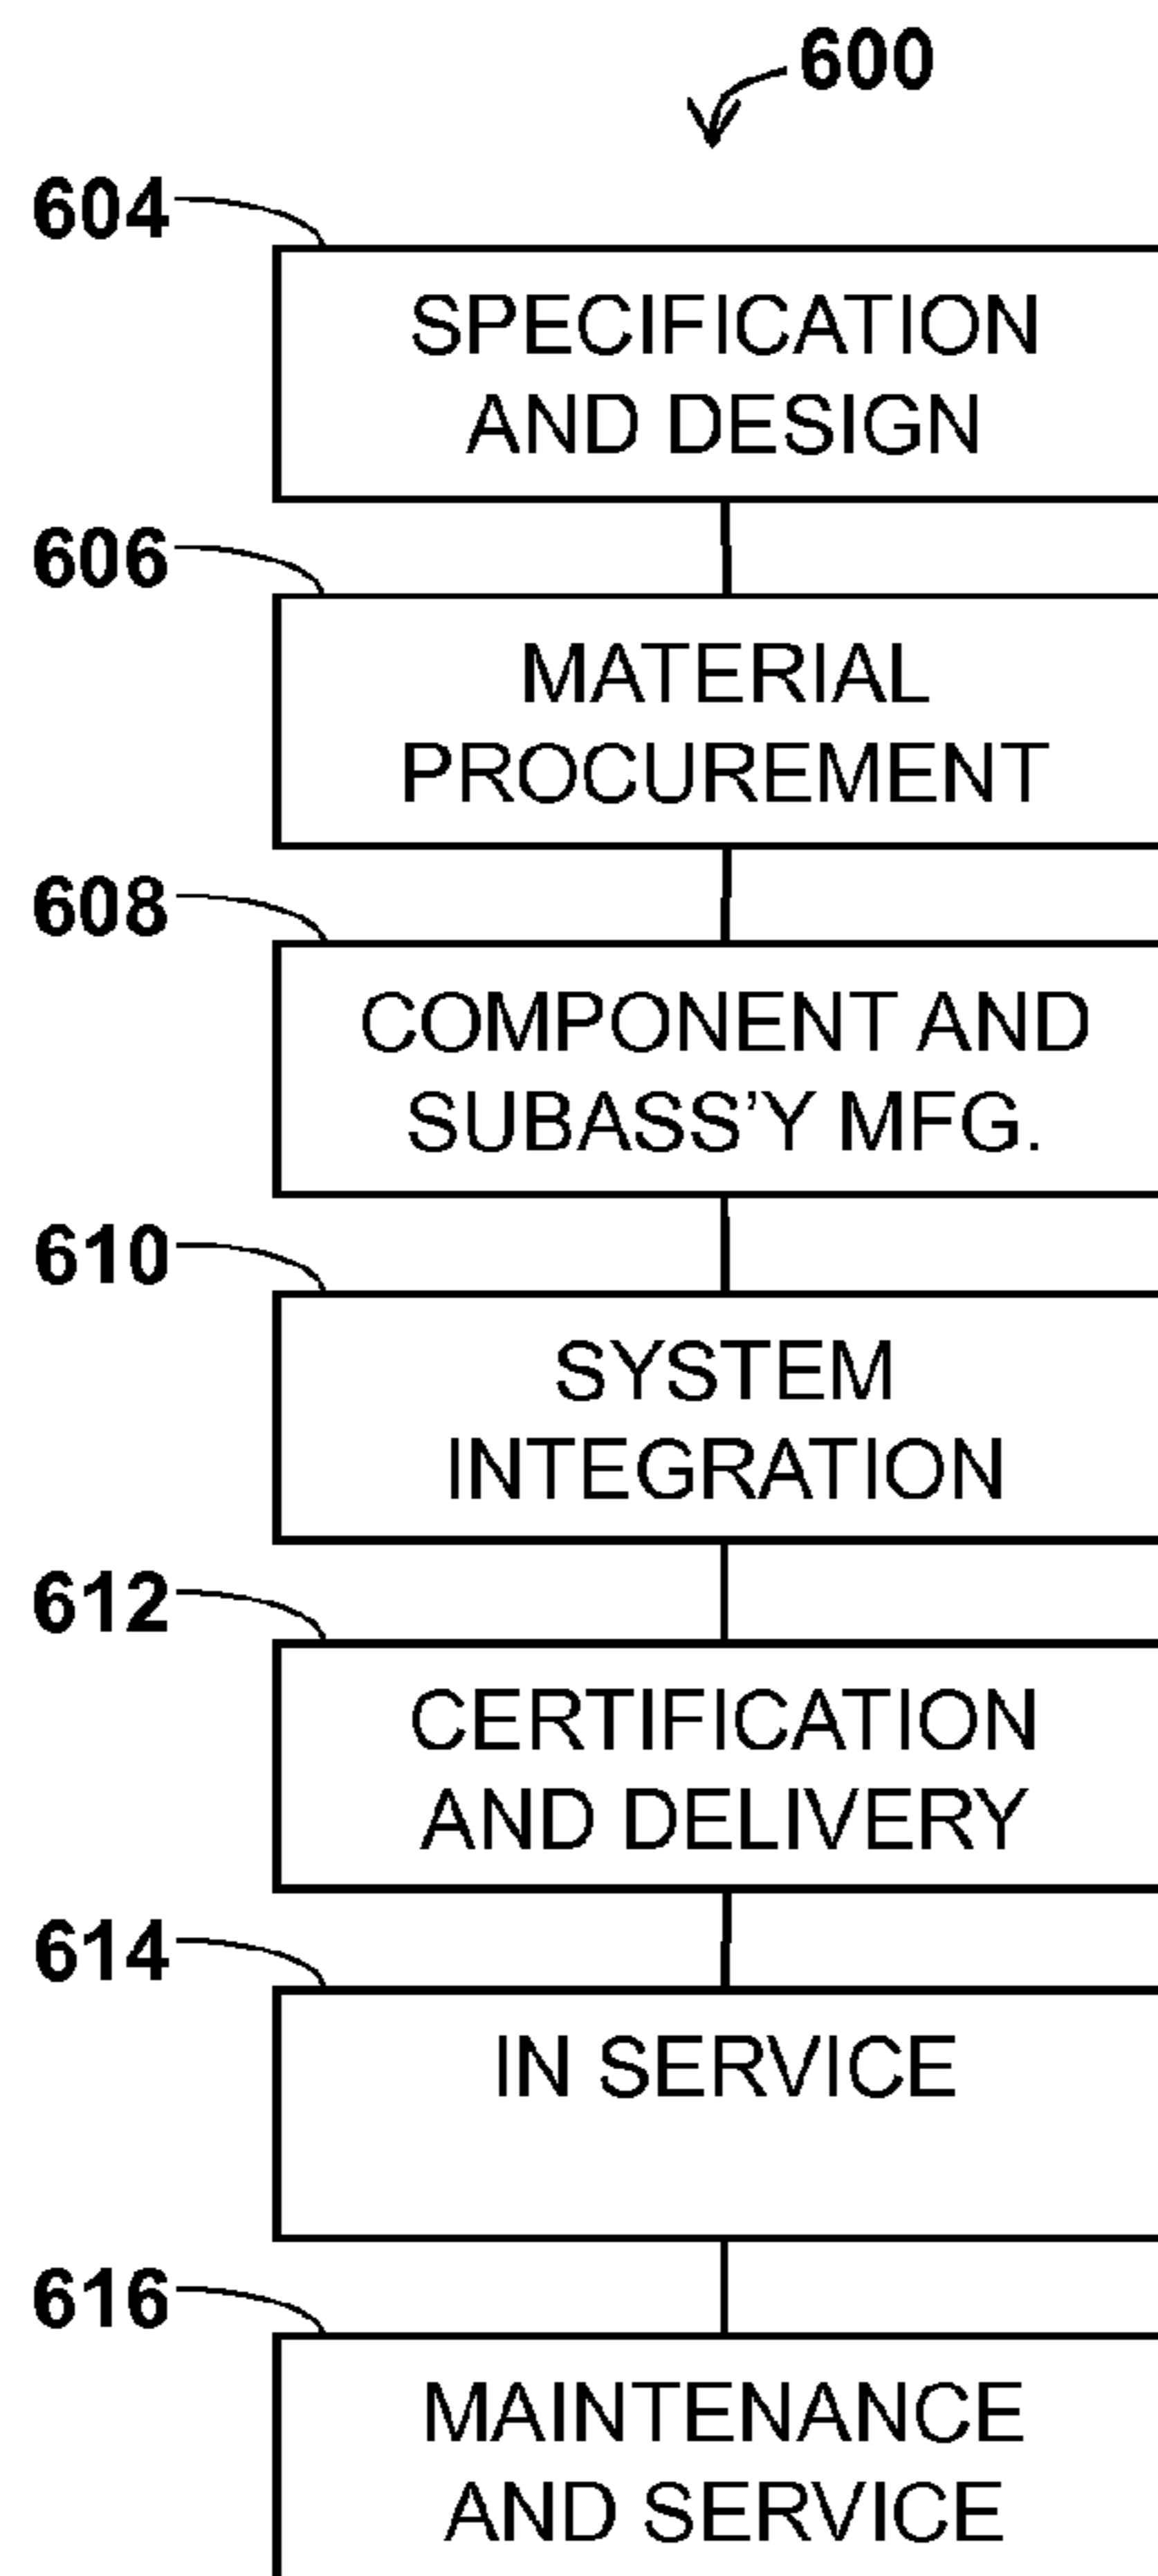 600
604
SPECIFICATION
AND DESIGN
606
MATERIAL
PROCUREMENT
608
COMPONENT AND
SUBASS’Y MFG.
610
SYSTEM
INTEGRATION
612
CERTIFICATION
AND DELIVERY
614
IN SERVICE
616
MAINTENANCE
AND SERVICE